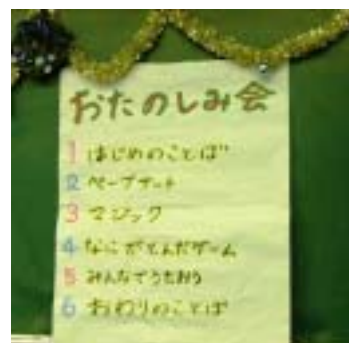 おたのしみ会
1 はじめのことば
2 ペープサート
3 マジック
4 なにがとんだゲーム
5 みんなでうたおう
6 おわりのことば